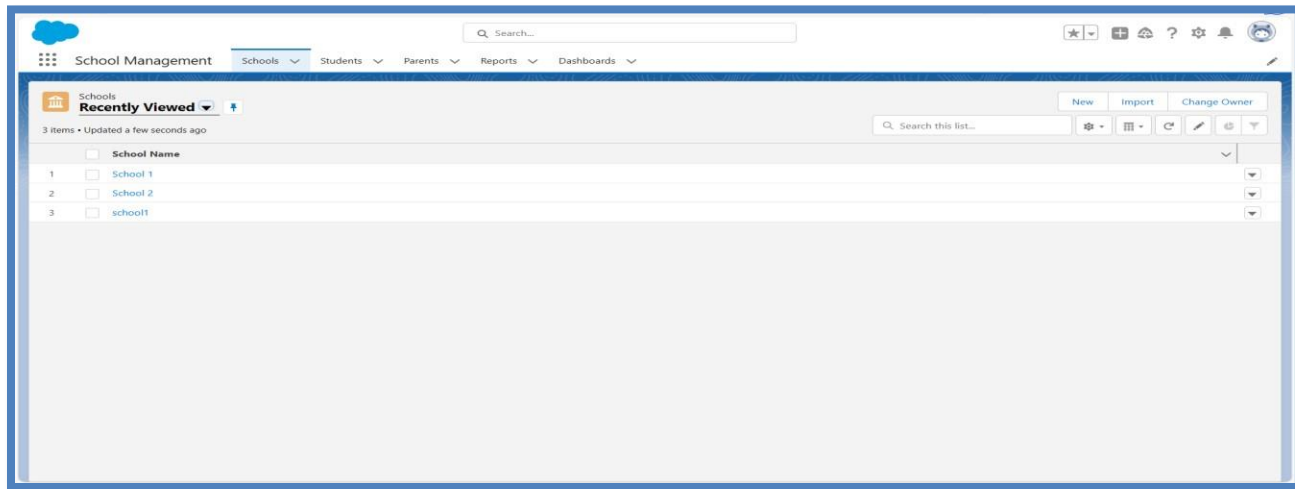 Search...
School Management Schools Students Parents Reports Dashboards
Schools
Recently Viewed
New Import Change Owner
3 items • Updated a few seconds ago
Search this list...
School Name
1 School 1
2 School 2
3 school1